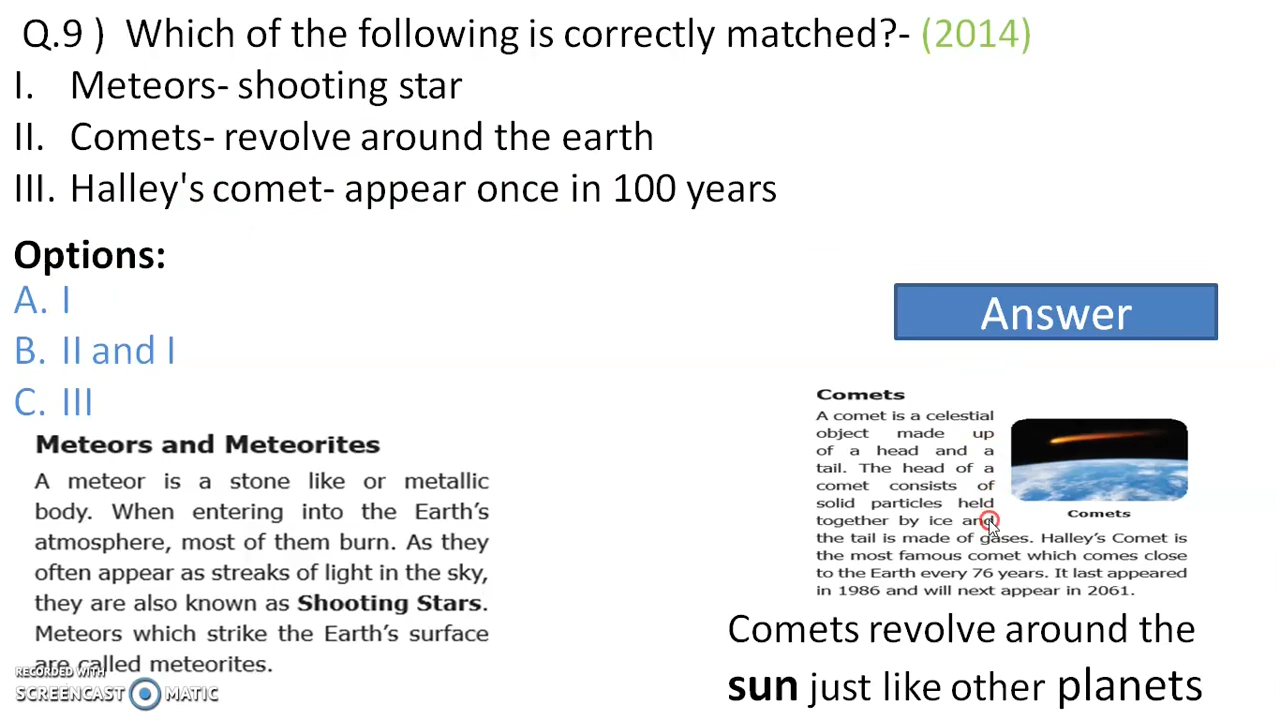 Q.9 ) Which of the following is correctly matched?- (2014)
I. Meteors- shooting star
II. Comets- revolve around the earth
III. Halley's comet- appear once in 100 years
Options:
A. I
B. II and I
C. III
Answer
Meteors and Meteorites
A meteor is a stone like or metallic
body. When entering into the Earth's
atmosphere, most of them burn. As they
often appear as streaks of light in the sky,
they are also known as Shooting Stars.
Meteors which strike the Earth's surface
are called meteorites.
Comets
A comet is a celestial
object made up
of a head and a
tail. The head of a
comet consists of
solid particles held
together by ice and
the tail is made of gases. Halley's Comet is
the most famous comet which comes close
to the Earth every 76 years. It last appeared
in 1986 and will next appear in 2061.
Comets
Comets revolve around the
sun just like other planets
RECORDED WITH
SCREENCAST MATIC